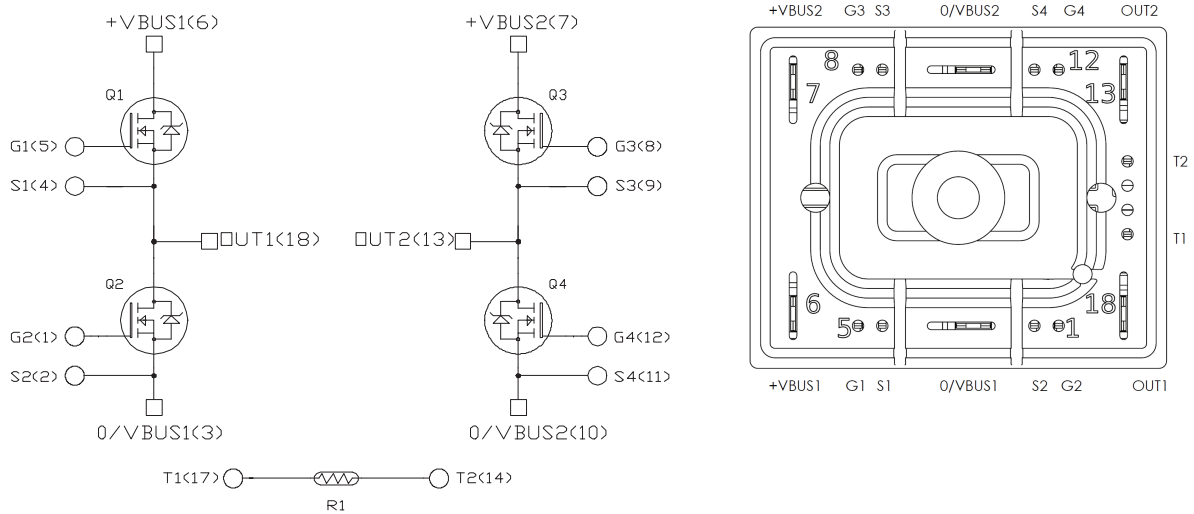 +VBUS1(6) +VBUS2(7)
Q1 Q3
G1(5) G3(8)
S1(4) S3(9)
OUT1(18) OUT2(13)
Q2 Q4
G2(1) G4(12)
S2(2) S4(11)
0/VBUS1(3) 0/VBUS2(10)
T1(17) T2(14)
R1
+VBUS2 G3 S3 0/VBUS2 S4 G4 OUT2
8 12
7 13
T2
T1
6 18
5 1
+VBUS1 G1 S1 0/VBUS1 S2 G2 OUT1